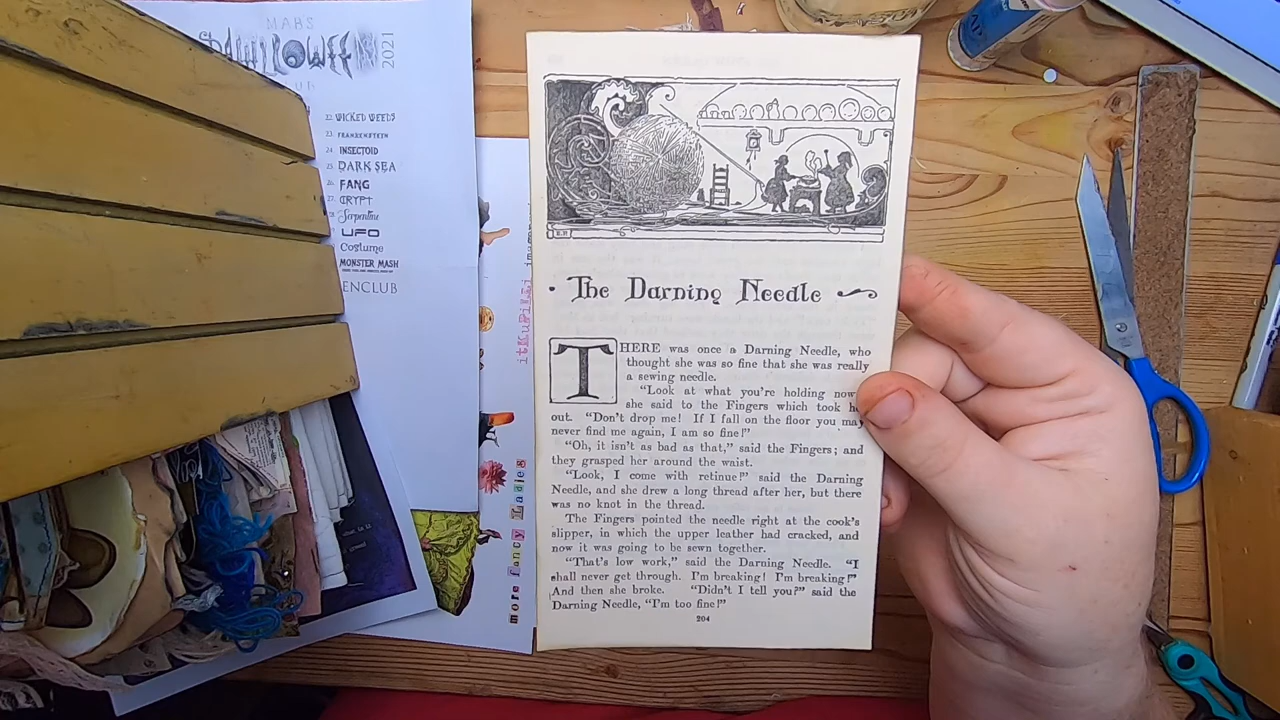 MABS
DRAWLLOWEEN
2021
22. WICKED WEEDS
23. FRANKENSTEIN
24. INSECTOID
25. DARK SEA
26. FANG
27. CRYPT
Serpentine
UFO
Costume
MONSTER MASH
ENCLUB
more fancy ladies
The Darning Needle
THERE was once a Darning Needle, who
thought she was so fine that she was really
a sewing needle.
"Look at what you're holding now
she said to the Fingers which took h
out. "Don't drop me! If I fall on the floor you may
never find me again, I am so fine!"
"Oh, it isn't as bad as that," said the Fingers; and
they grasped her around the waist.
"Look, I come with retinue!" said the Darning
Needle, and she drew a long thread after her, but there
was no knot in the thread.
The Fingers pointed the needle right at the cook's
slipper, in which the upper leather had cracked, and
now it was going to be sewn together.
"That's low work," said the Darning Needle. "I
shall never get through. I'm breaking! I'm breaking!"
And then she broke. "Didn't I tell you?" said the
Darning Needle, "I'm too fine!"
204